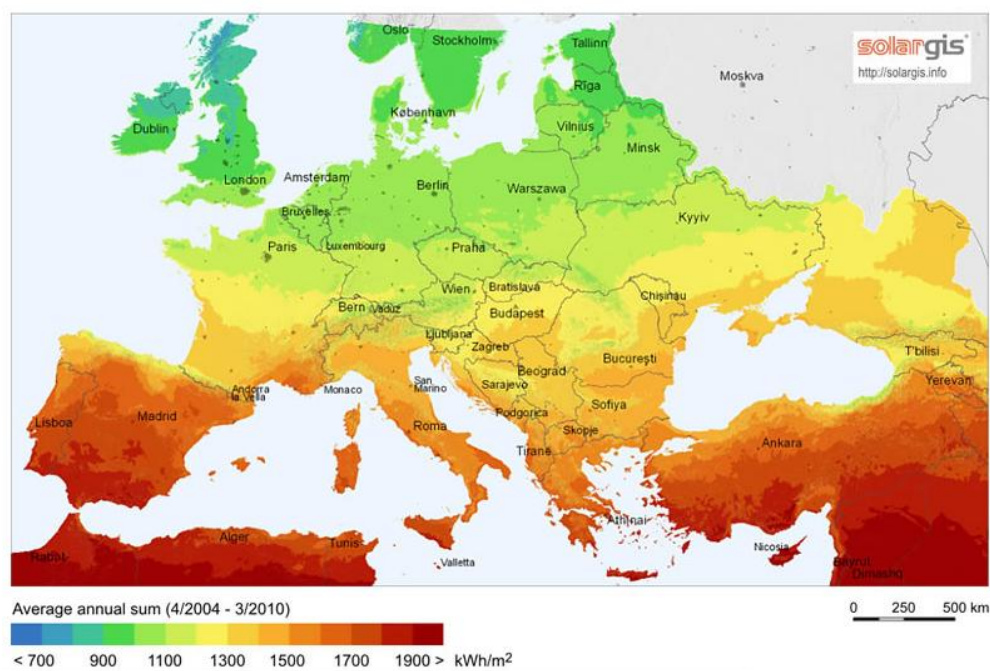 Oslo
Stockholm
Tallinn
solargis
http://solargis.info
Moskva
Rīga
København
Dublin
Vilnius
Minsk
London
Amsterdam
Berlin
Warszawa
Bruxelles
Kyyiv
Paris
Luxembourg
Praha
Wien
Bratislava
Bern
Vaduz
Budapest
Chişinău
Ljubljana
Zagreb
Bucureşti
T'bilisi
Beograd
Andorra
la Vella
Monaco
San
Marino
Sarajevo
Yerevan
Lisboa
Madrid
Roma
Podgorica
Sofiya
Skopje
Ankara
Tiranë
Athínai
Alger
Tunis
Rabat
Valletta
Nicosia
Bayrut
Dimashq
Average annual sum (4/2004 - 3/2010)
0 250 500 km
< 700 900 1100 1300 1500 1700 1900 > kWh/m²